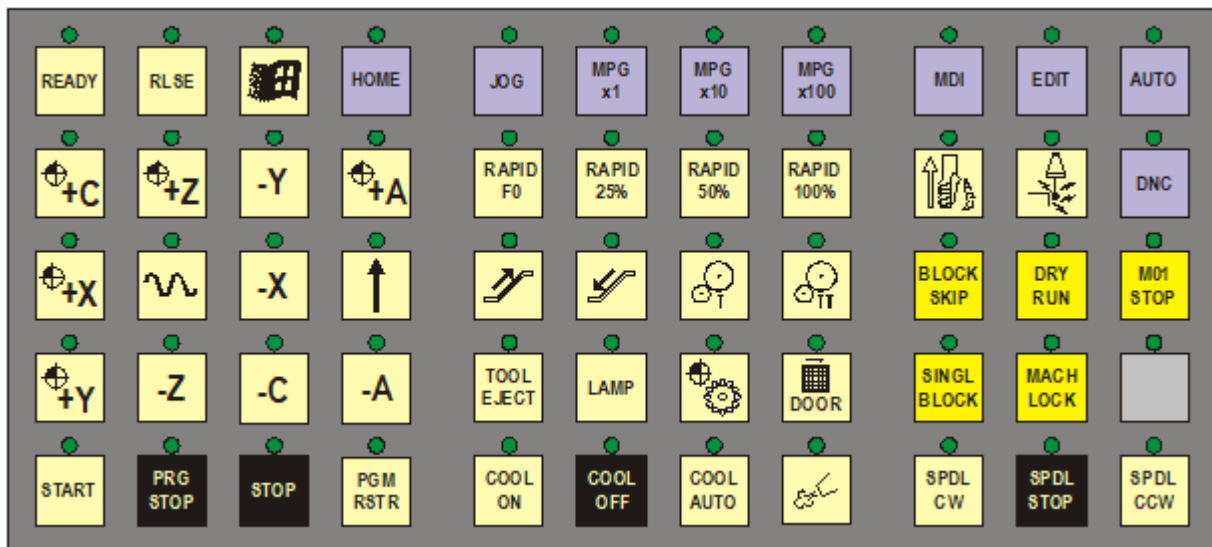 READY RLSE HOME JOG MPG x1 MPG x10 MPG x100 MDI EDIT AUTO
+C +Z -Y +A RAPID F0 RAPID 25% RAPID 50% RAPID 100% DNC
+X -X I II BLOCK SKIP DRY RUN M01 STOP
+Y -Z -C -A TOOL EJECT LAMP DOOR SINGL BLOCK MACH LOCK
START PRG STOP STOP PGM RSTR COOL ON COOL OFF COOL AUTO SPDL CW SPDL STOP SPDL CCW